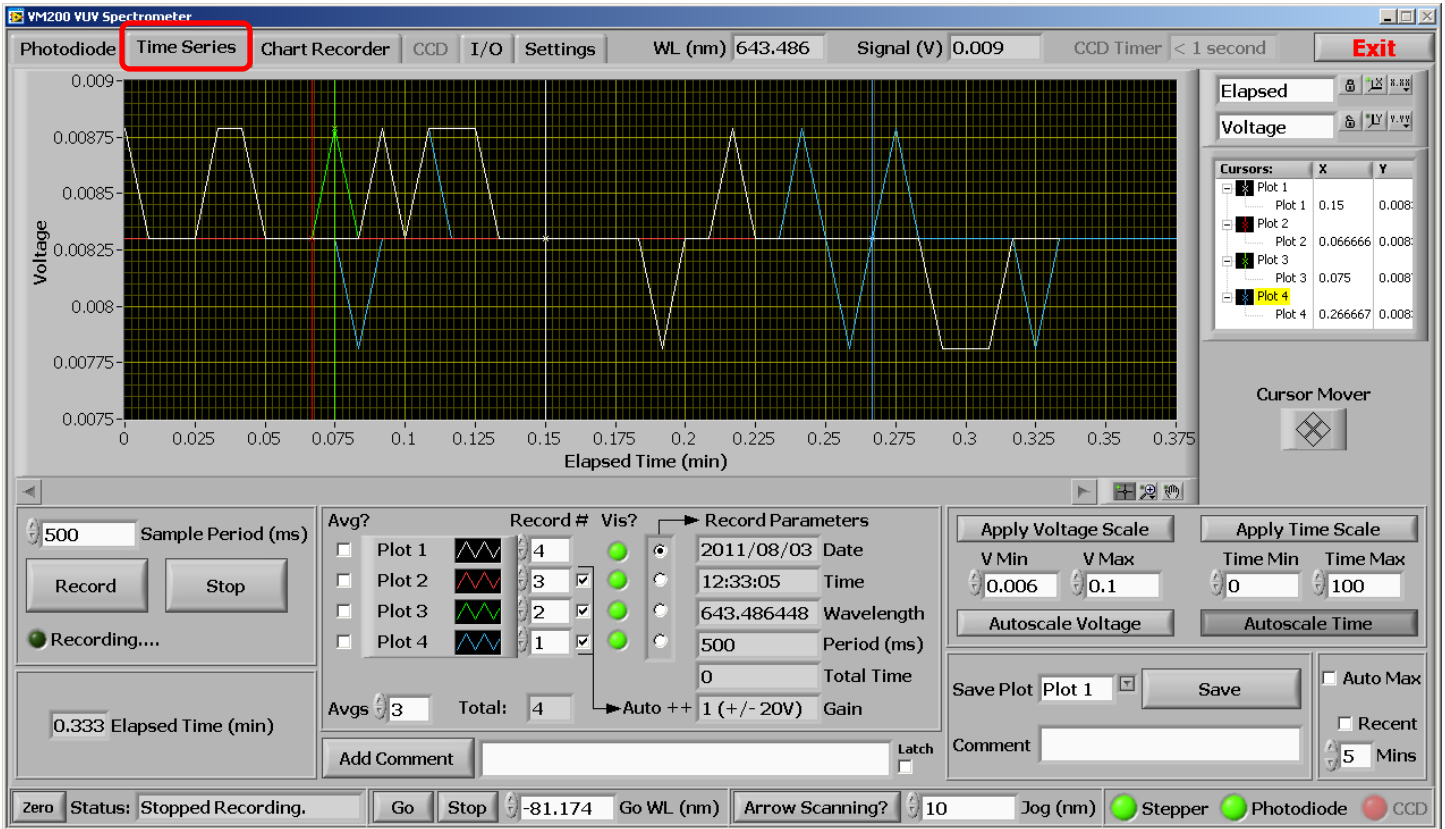 VM200 VUV Spectrometer
Photodiode Time Series Chart Recorder CCD I/O Settings WL (nm) 643.486 Signal (V) 0.009 CCD Timer < 1 second Exit
0.009
0.00875
0.0085
0.00825
0.008
0.00775
0.0075
Voltage
0 0.025 0.05 0.075 0.1 0.125 0.15 0.175 0.2 0.225 0.25 0.275 0.3 0.325 0.35 0.375
Elapsed Time (min)
Elapsed
Voltage
Cursors: X Y
Plot 1
Plot 1 0.15 0.008
Plot 2
Plot 2 0.066666 0.008
Plot 3
Plot 3 0.075 0.008
Plot 4
Plot 4 0.266667 0.008
Cursor Mover
500 Sample Period (ms)
Record Stop
Recording....
0.333 Elapsed Time (min)
Avg? Record # Vis? Record Parameters
Plot 1 4 2011/08/03 Date
Plot 2 3 12:33:05 Time
Plot 3 2 643.486448 Wavelength
Plot 4 1 500 Period (ms)
0 Total Time
Avgs 3 Total: 4 Auto ++ 1 (+/- 20V) Gain
Add Comment Latch
Apply Voltage Scale Apply Time Scale
V Min V Max Time Min Time Max
0.006 0.1 0 100
Autoscale Voltage Autoscale Time
Save Plot Plot 1 Save
Comment
Auto Max
Recent
5 Mins
Zero Status: Stopped Recording. Go Stop -81.174 Go WL (nm) Arrow Scanning? 10 Jog (nm) Stepper Photodiode CCD